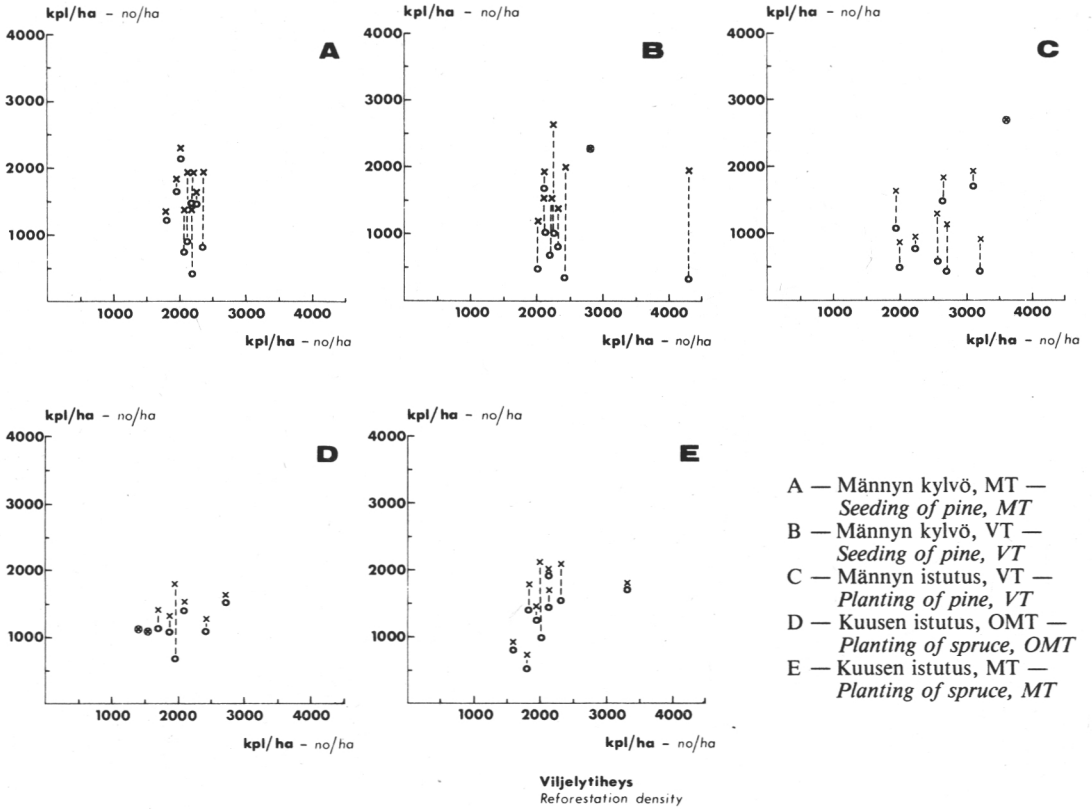 kpl/ha – no/ha
4000
3000
2000
1000
A
1000 2000 3000 4000
kpl/ha – no/ha
kpl/ha – no/ha
4000
3000
2000
1000
B
1000 2000 3000 4000
kpl/ha – no/ha
kpl/ha – no/ha
4000
3000
2000
1000
C
1000 2000 3000 4000
kpl/ha – no/ha
kpl/ha – no/ha
4000
3000
2000
1000
D
1000 2000 3000 4000
kpl/ha – no/ha
kpl/ha – no/ha
4000
3000
2000
1000
E
1000 2000 3000 4000
kpl/ha – no/ha
A — Männyn kylvö, MT —
Seeding of pine, MT
B — Männyn kylvö, VT —
Seeding of pine, VT
C — Männyn istutus, VT —
Planting of pine, VT
D — Kuusen istutus, OMT —
Planting of spruce, OMT
E — Kuusen istutus, MT —
Planting of spruce, MT
Viljelytiheys
Reforestation density